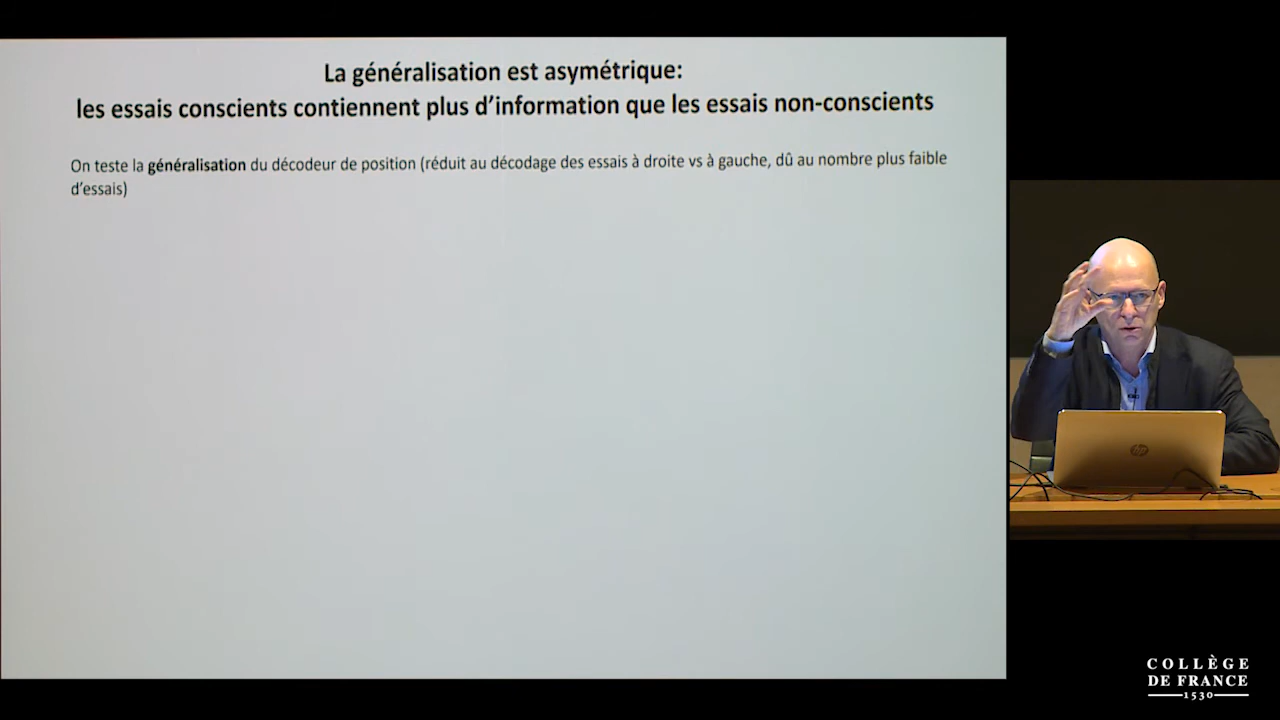 La généralisation est asymétrique:
les essais conscients contiennent plus d'information que les essais non-conscients
On teste la généralisation du décodeur de position (réduit au décodage des essais à droite vs à gauche, dû au nombre plus faible
d'essais)
hp
COLLÈGE
DE FRANCE
1530